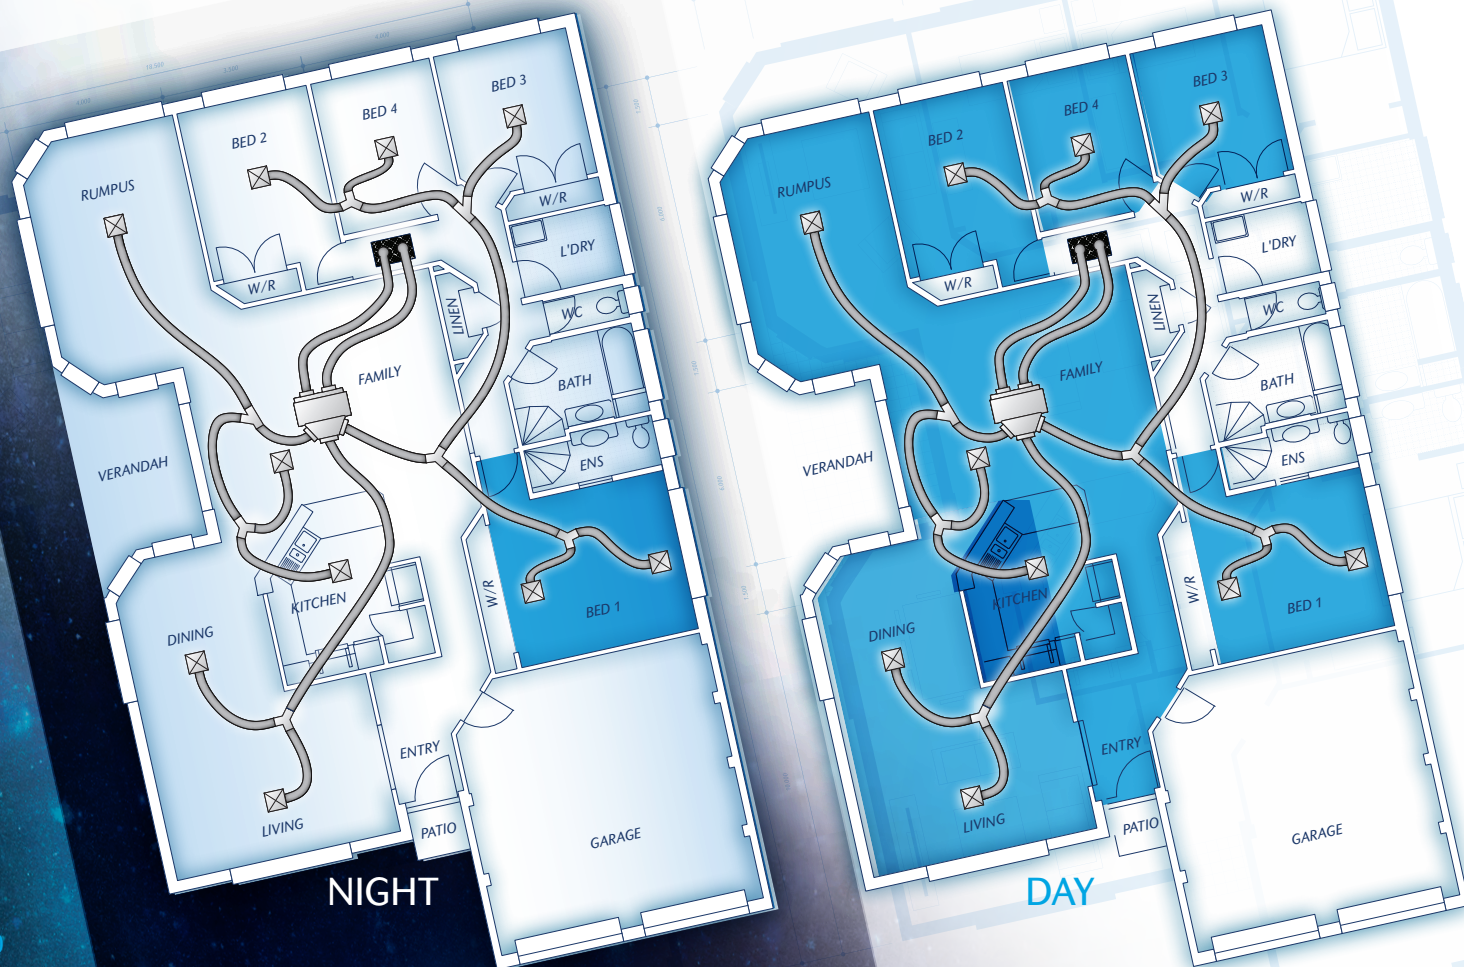 BED 3
BED 4
BED 2
RUMPUS
W/R
L'DRY
W/R
LINEN
WC
FAMILY
BATH
VERANDAH
ENS
W/R
KITCHEN
BED 1
DINING
ENTRY
LIVING
PATIO
GARAGE
NIGHT
BED 3
BED 4
BED 2
RUMPUS
W/R
L'DRY
W/R
LINEN
WC
FAMILY
BATH
VERANDAH
ENS
W/R
KITCHEN
BED 1
DINING
ENTRY
LIVING
PATIO
GARAGE
DAY